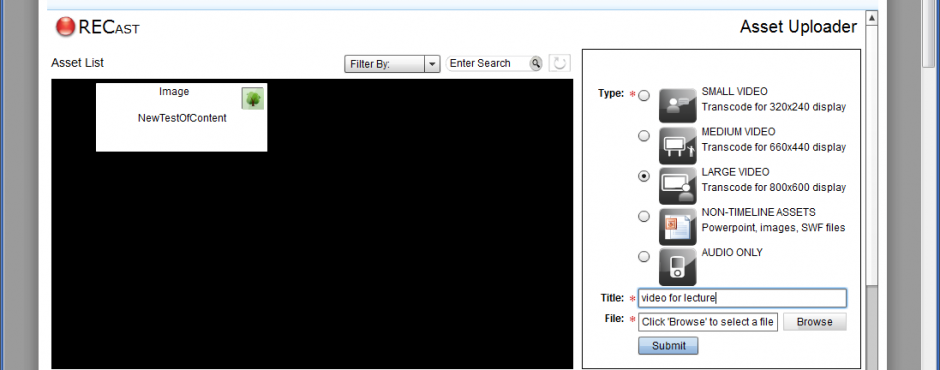 RECAST
Asset Uploader
Asset List
Filter By:
Enter Search
Image
NewTestOfContent
Type: *
SMALL VIDEO
Transcode for 320x240 display
MEDIUM VIDEO
Transcode for 660x440 display
LARGE VIDEO
Transcode for 800x600 display
NON-TIMELINE ASSETS
Powerpoint, images, SWF files
AUDIO ONLY
Title: * video for lecture
File: * Click 'Browse' to select a file Browse
Submit